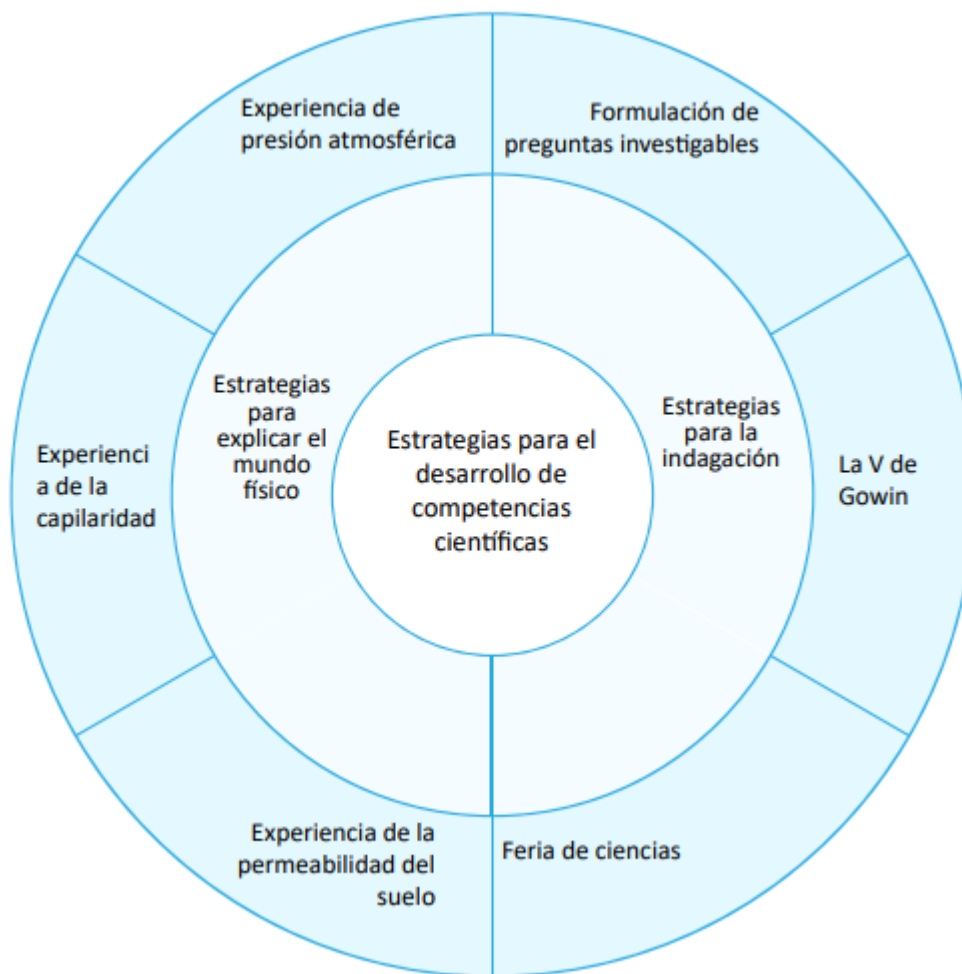 Experiencia de
presión atmosférica
Formulación de
preguntas investigables
Estrategias
para
explicar el
mundo
físico
Estrategias para el
desarrollo de
competencias
científicas
Estrategias
para la
indagación
Experienci
a de la
capilaridad
La V de
Gowin
Experiencia de la
permeabilidad del
suelo
Feria de ciencias